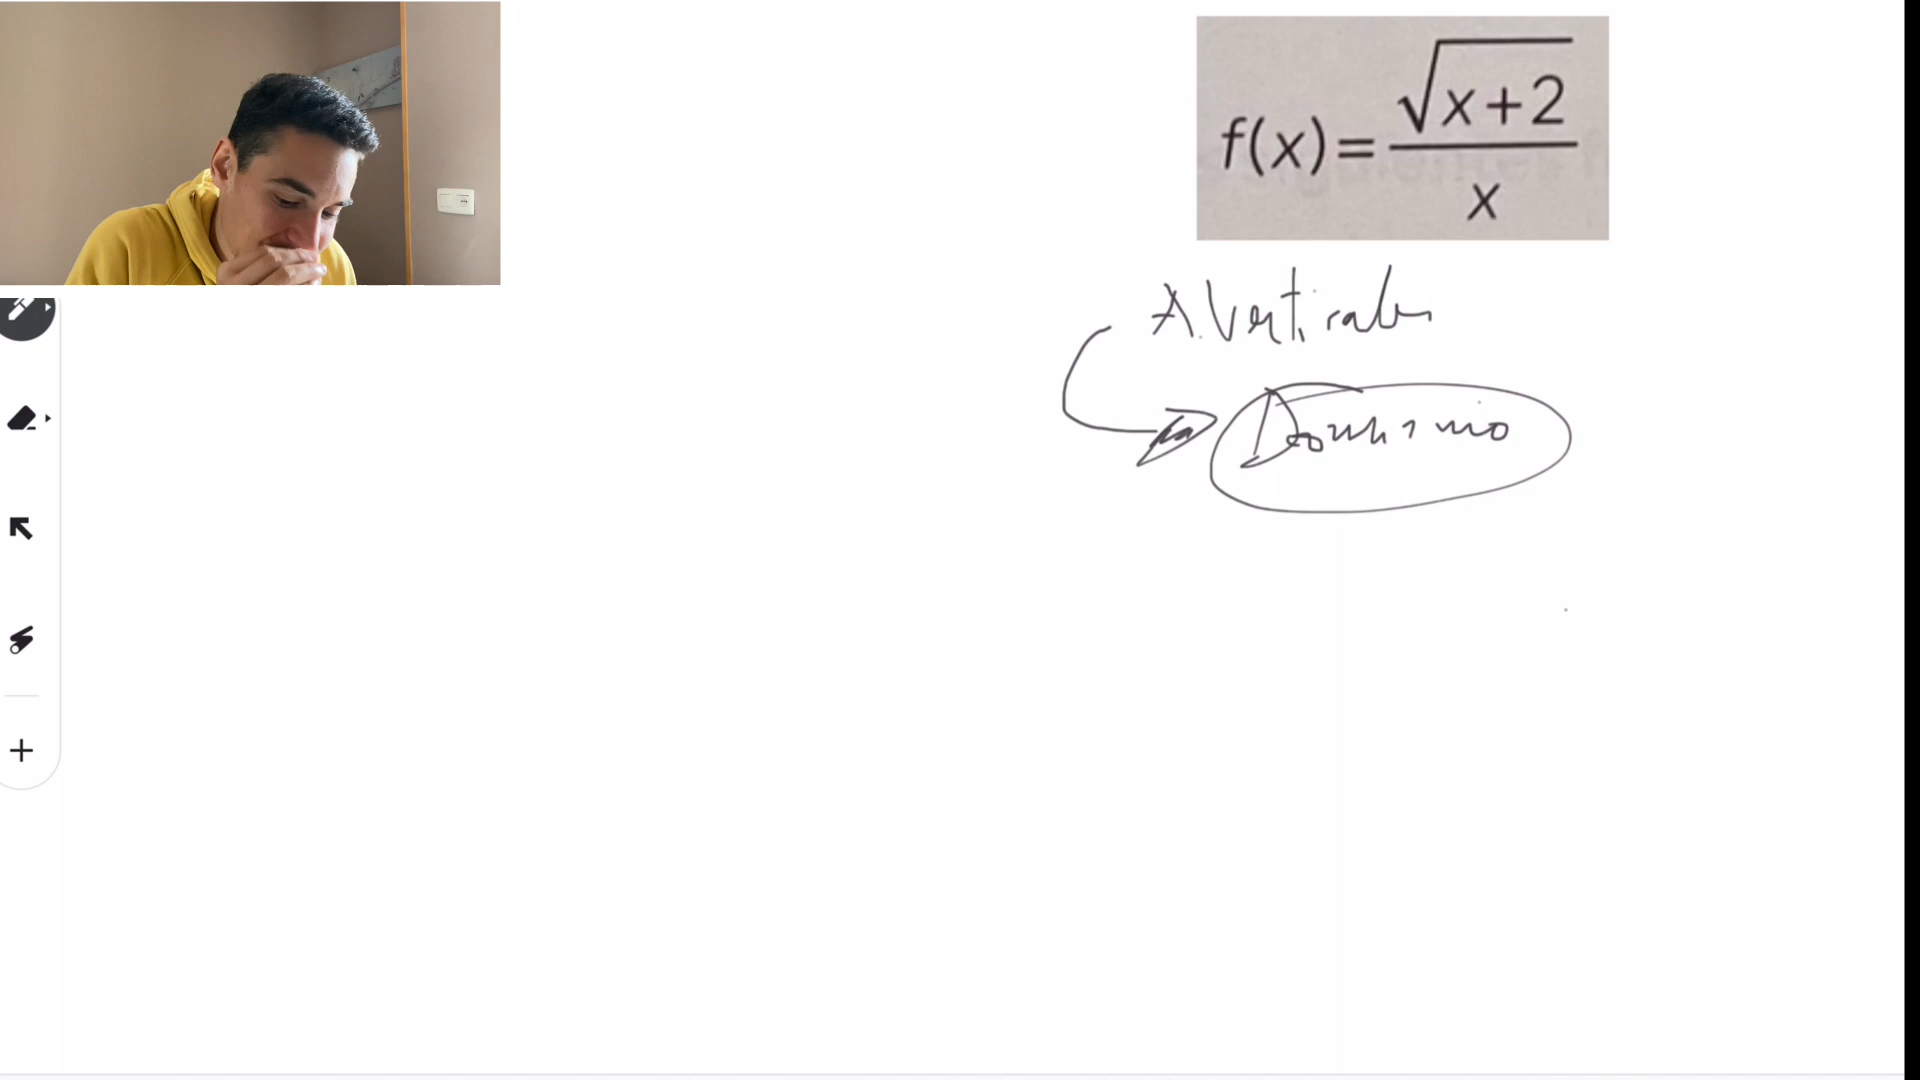 f(x) = √x+2 / x
A. Verticales
Dominio